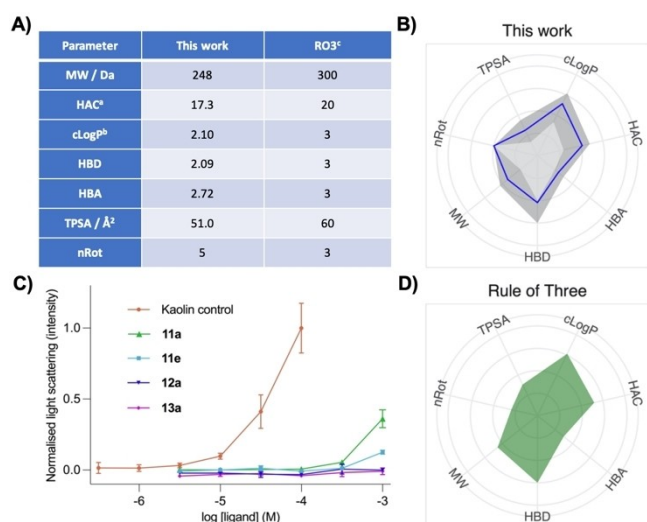 A)
Parameter This work RO3ᶜ
MW / Da 248 300
HACᵃ 17.3 20
cLogPᵇ 2.10 3
HBD 2.09 3
HBA 2.72 3
TPSA / Å² 51.0 60
nRot 5 3
B)
This work
TPSA
cLogP
nRot
HAC
MW
HBA
HBD
C)
Normalised light scattering (intensity)
1.0
0.5
0.0
Kaolin control
11a
11e
12a
13a
-6 -5 -4 -3
log [ligand] (M)
D)
Rule of Three
TPSA
cLogP
nRot
HAC
MW
HBA
HBD